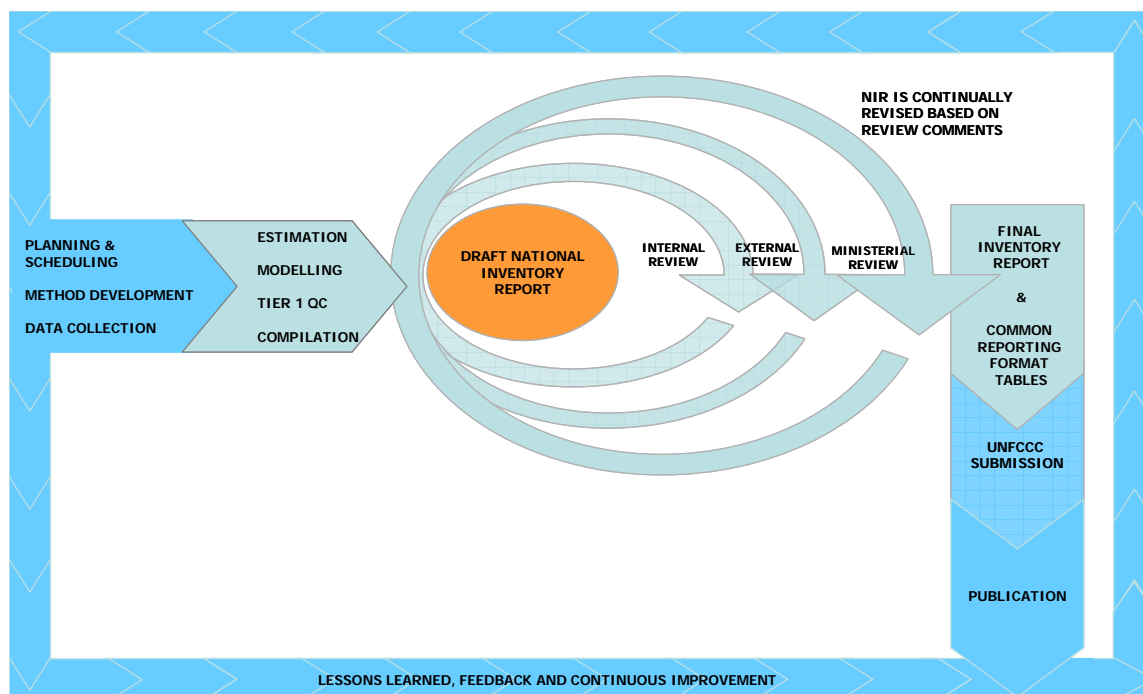 PLANNING &
SCHEDULING
METHOD DEVELOPMENT
DATA COLLECTION
ESTIMATION
MODELLING
TIER 1 QC
COMPILATION
DRAFT NATIONAL
INVENTORY
REPORT
INTERNAL
REVIEW
EXTERNAL
REVIEW
MINISTERIAL
REVIEW
NIR IS CONTINUALLY
REVISED BASED ON
REVIEW COMMENTS
FINAL
INVENTORY
REPORT
&
COMMON
REPORTING
FORMAT
TABLES
UNFCCC
SUBMISSION
PUBLICATION
LESSONS LEARNED, FEEDBACK AND CONTINUOUS IMPROVEMENT